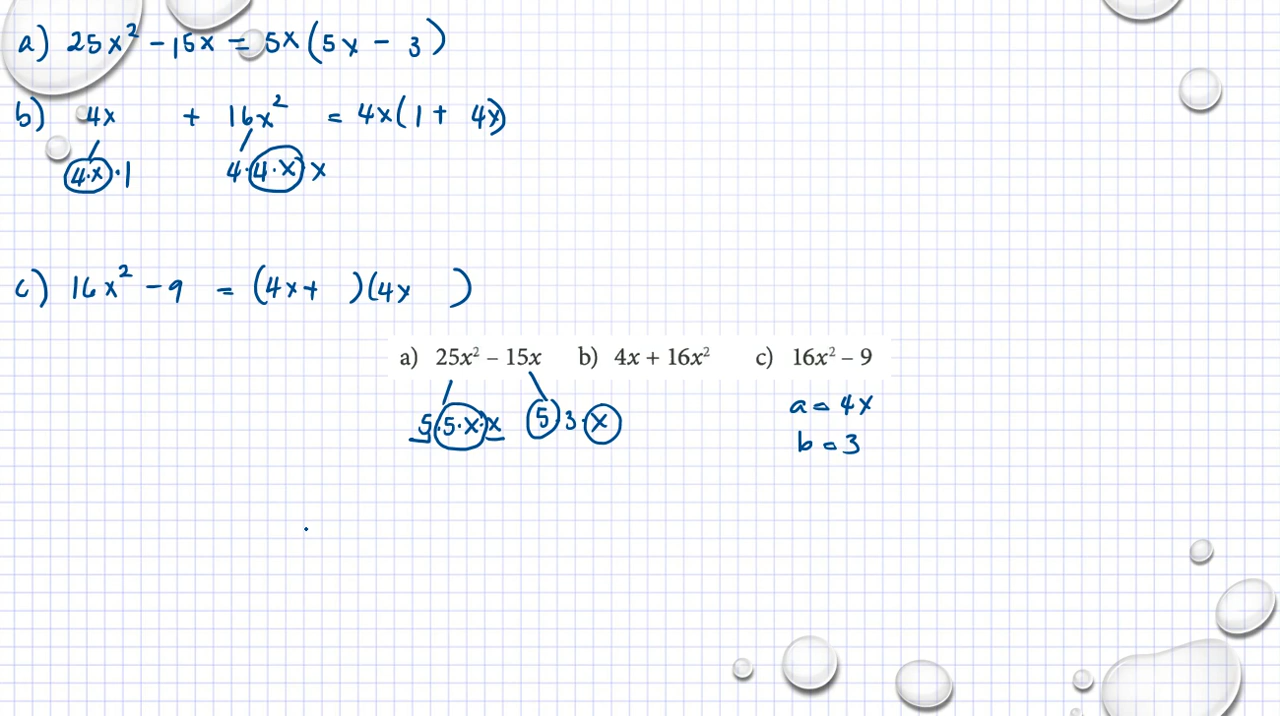 a) 25x² - 15x = 5x(5x - 3)
b) 4x + 16x² = 4x(1 + 4x)
4·x·1 4·4·x x
c) 16x² - 9 = (4x+ )(4x )
a) 25x² – 15x b) 4x + 16x² c) 16x² – 9
5·5·x·x 5·3·x a = 4x
b = 3